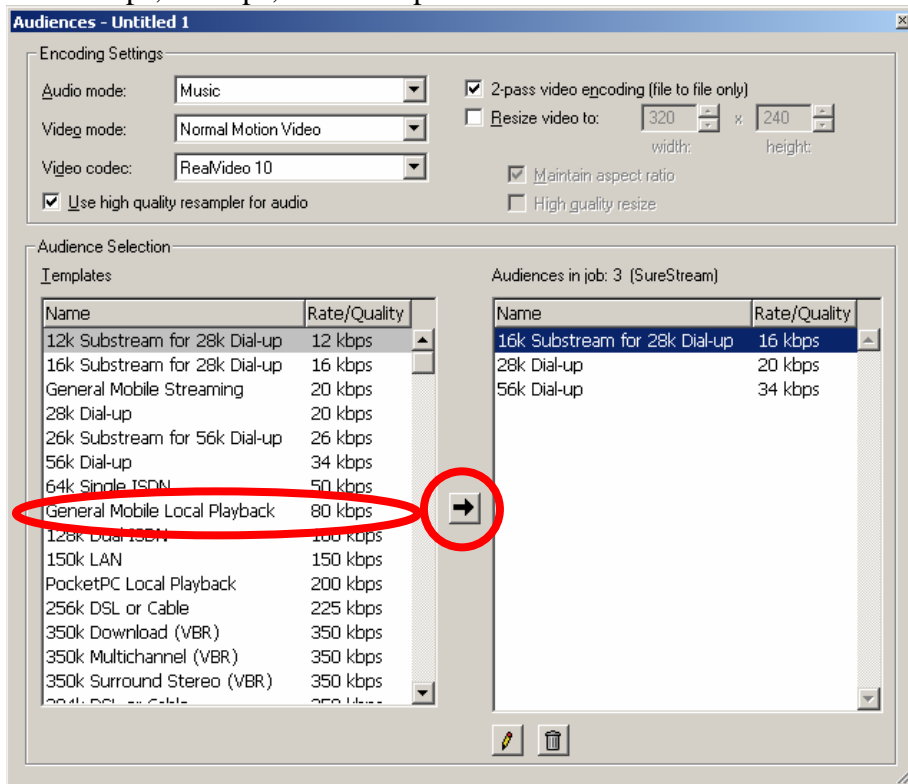 Audiences - Untitled 1
Encoding Settings
Audio mode: Music
Video mode: Normal Motion Video
Video codec: RealVideo 10
Use high quality resampler for audio
2-pass video encoding (file to file only)
Resize video to: 320 x 240
width: height:
Maintain aspect ratio
High quality resize
Audience Selection
Templates
Name Rate/Quality
12k Substream for 28k Dial-up 12 kbps
16k Substream for 28k Dial-up 16 kbps
General Mobile Streaming 20 kbps
28k Dial-up 20 kbps
26k Substream for 56k Dial-up 26 kbps
56k Dial-up 34 kbps
64k Single ISDN 50 kbps
General Mobile Local Playback 80 kbps
128k Dual ISDN 100 kbps
150k LAN 150 kbps
PocketPC Local Playback 200 kbps
256k DSL or Cable 225 kbps
350k Download (VBR) 350 kbps
350k Multichannel (VBR) 350 kbps
350k Surround Stereo (VBR) 350 kbps
Audiences in job: 3 (SureStream)
Name Rate/Quality
16k Substream for 28k Dial-up 16 kbps
28k Dial-up 20 kbps
56k Dial-up 34 kbps